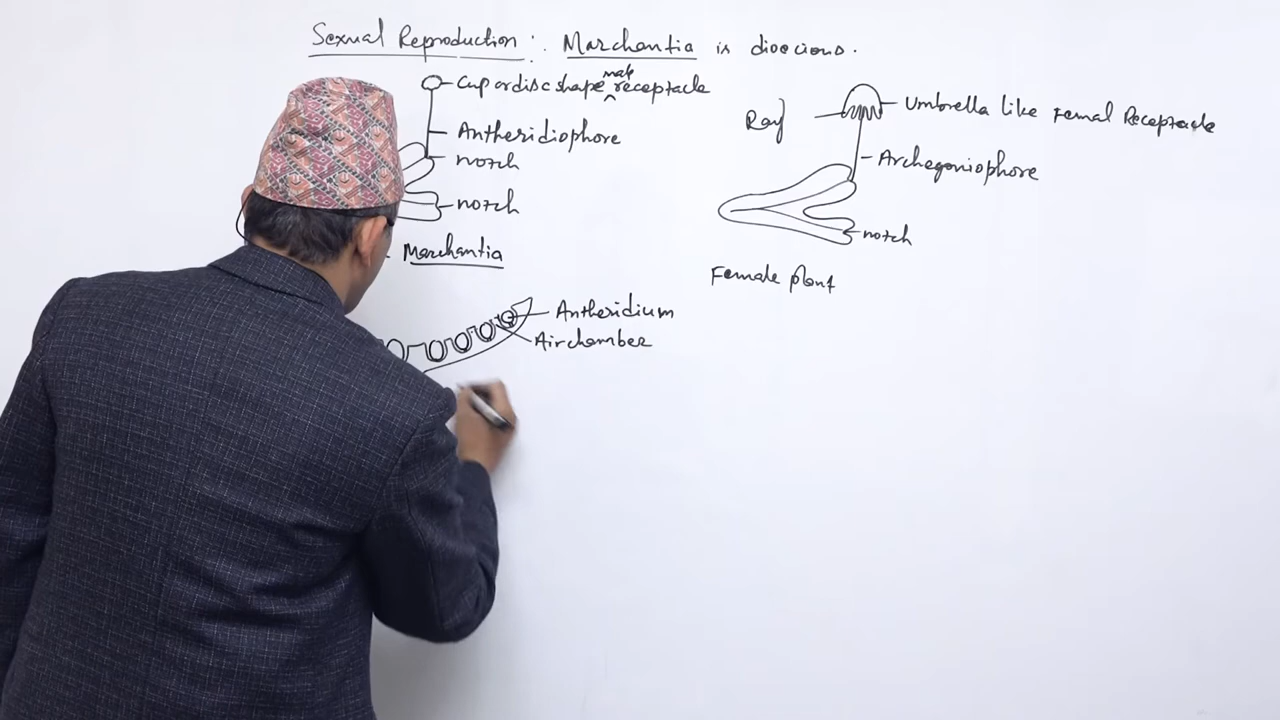 Sexual Reproduction:. Marchantia is dioecious.
Cup or disc shape male receptacle
Antheridiophore
notch
notch
Marchantia
Antheridium
Airchamber
Ray
Umbrella like Femal Receptacle
Archegoniophore
notch
Female plant